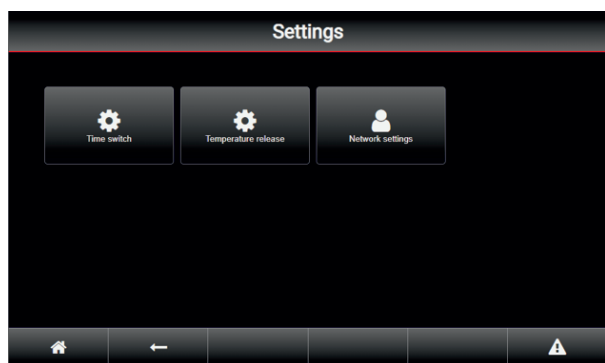 Settings
Time switch
Temperature release
Network settings